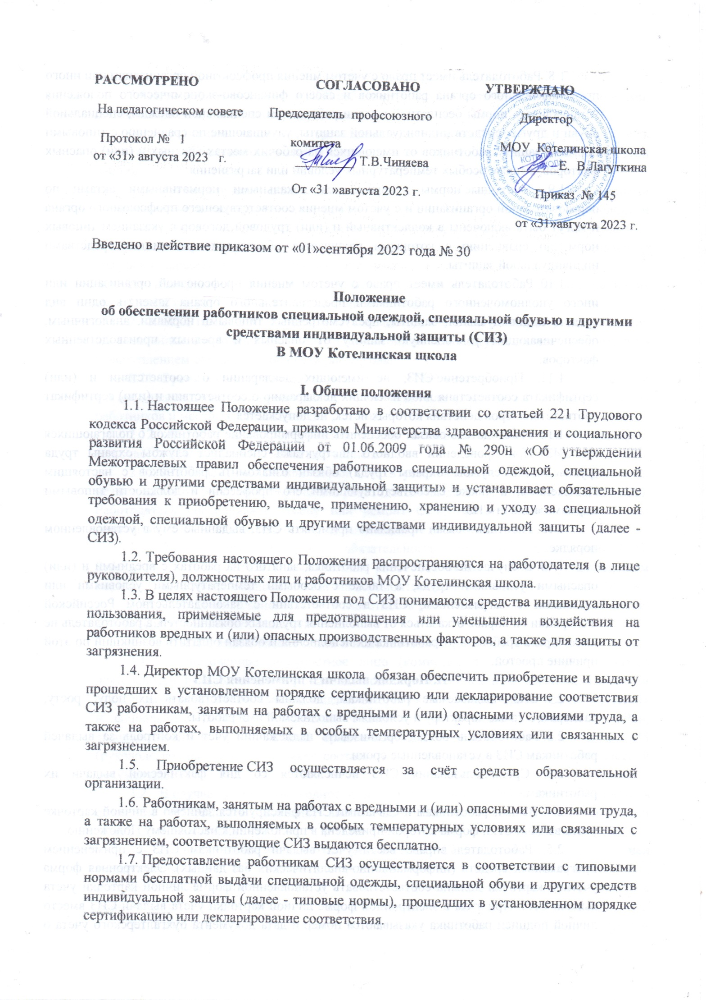 РАССМОТРЕНО
На педагогическом совете
Протокол № 1
от «31» августа 2023 г.
СОГЛАСОВАНО
Председатель профсоюзного
комитета
Т.В.Чиняева
От «31 »августа 2023 г.
УТВЕРЖДАЮ
Директор
МОУ Котелинская школа
Е. В.Лагуткина
Приказ № 145
от «31»августа 2023 г.
Введено в действие приказом от «01»сентября 2023 года № 30
Положение
об обеспечении работников специальной одеждой, специальной обувью и другими
средствами индивидуальной защиты (СИЗ)
В МОУ Котелинская щкола
I. Общие положения
1.1. Настоящее Положение разработано в соответствии со статьей 221 Трудового
кодекса Российской Федерации, приказом Министерства здравоохранения и социального
развития Российской Федерации от 01.06.2009 года № 290н «Об утверждении
Межотраслевых правил обеспечения работников специальной одеждой, специальной
обувью и другими средствами индивидуальной защиты» и устанавливает обязательные
требования к приобретению, выдаче, применению, хранению и уходу за специальной
одеждой, специальной обувью и другими средствами индивидуальной защиты (далее -
СИЗ).
1.2. Требования настоящего Положения распространяются на работодателя (в лице
руководителя), должностных лиц и работников МОУ Котелинская школа.
1.3. В целях настоящего Положения под СИЗ понимаются средства индивидуального
пользования, применяемые для предотвращения или уменьшения воздействия на
работников вредных и (или) опасных производственных факторов, а также для защиты от
загрязнения.
1.4. Директор МОУ Котелинская школа обязан обеспечить приобретение и выдачу
прошедших в установленном порядке сертификацию или декларирование соответствия
СИЗ работникам, занятым на работах с вредными и (или) опасными условиями труда, а
также на работах, выполняемых в особых температурных условиях или связанных с
загрязнением.
1.5. Приобретение СИЗ осуществляется за счёт средств образовательной
организации.
1.6. Работникам, занятым на работах с вредными и (или) опасными условиями труда,
а также на работах, выполняемых в особых температурных условиях или связанных с
загрязнением, соответствующие СИЗ выдаются бесплатно.
1.7. Предоставление работникам СИЗ осуществляется в соответствии с типовыми
нормами бесплатной выдачи специальной одежды, специальной обуви и других средств
индивидуальной защиты (далее - типовые нормы), прошедших в установленном порядке
сертификацию или декларирование соответствия.